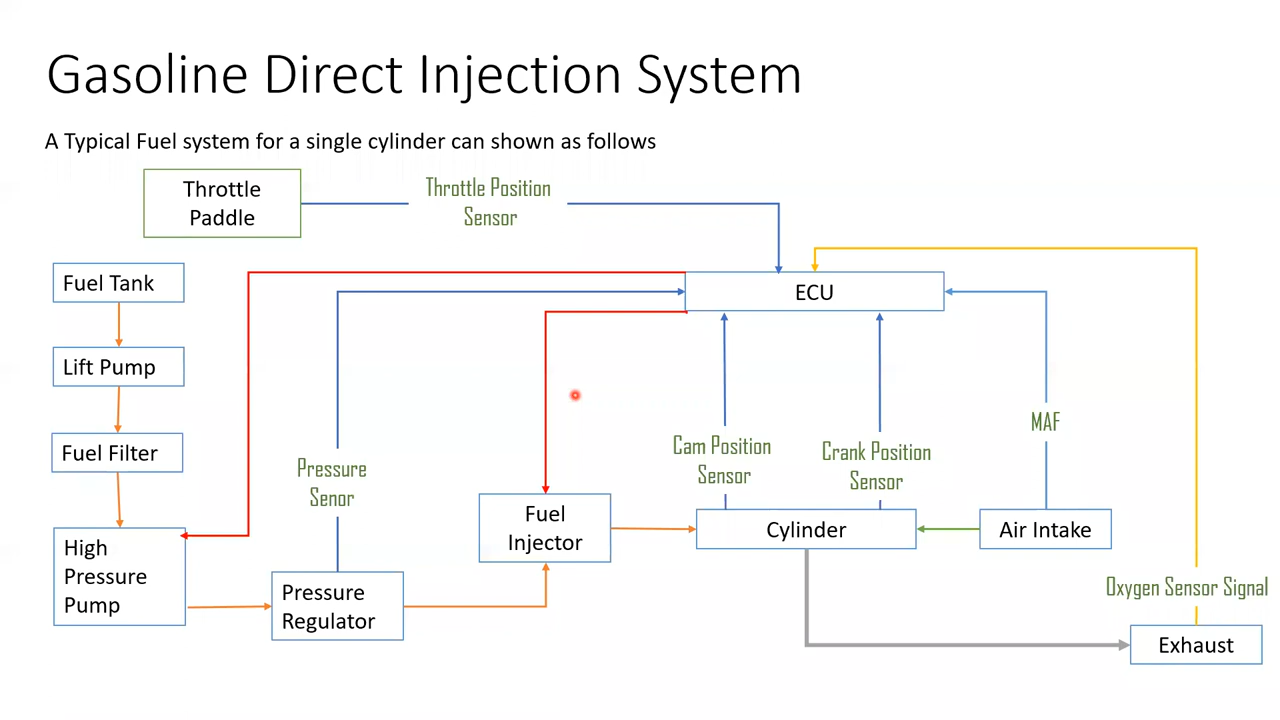 Gasoline Direct Injection System
A Typical Fuel system for a single cylinder can shown as follows
Throttle
Paddle
Throttle Position
Sensor
Fuel Tank
ECU
Lift Pump
Fuel Filter
Pressure
Senor
Cam Position
Sensor
Crank Position
Sensor
MAF
High
Pressure
Pump
Fuel
Injector
Cylinder
Air Intake
Pressure
Regulator
Oxygen Sensor Signal
Exhaust